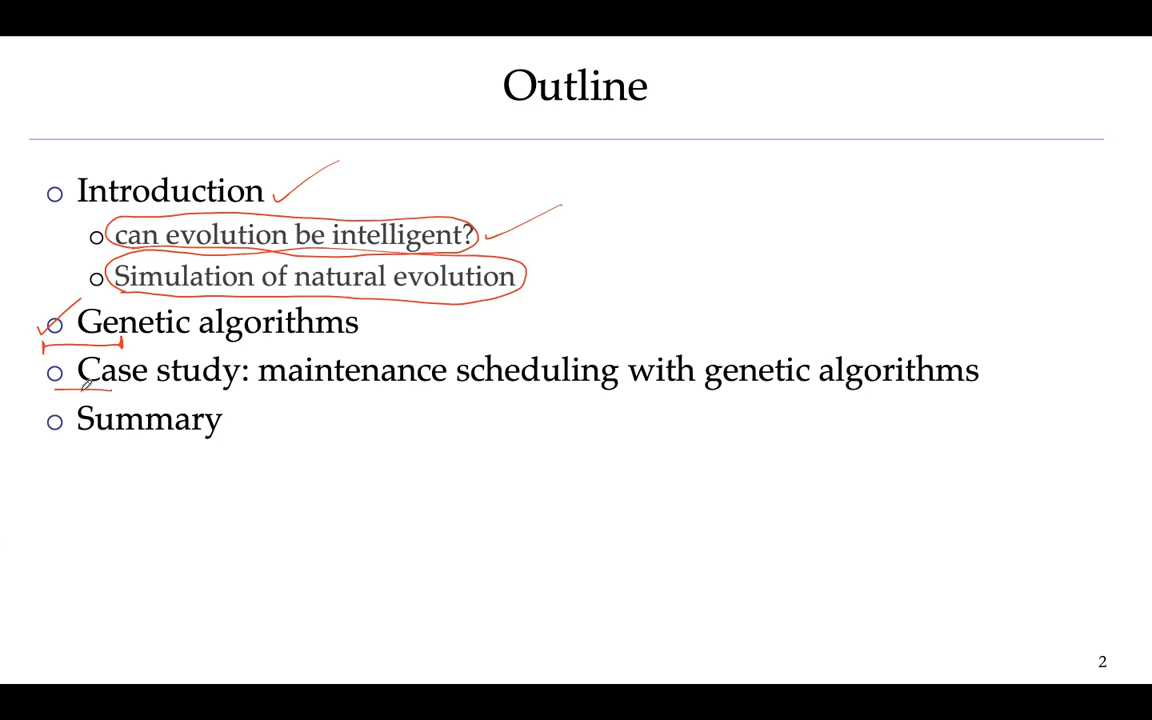 Outline
Introduction
can evolution be intelligent?
Simulation of natural evolution
Genetic algorithms
Case study: maintenance scheduling with genetic algorithms
Summary
2